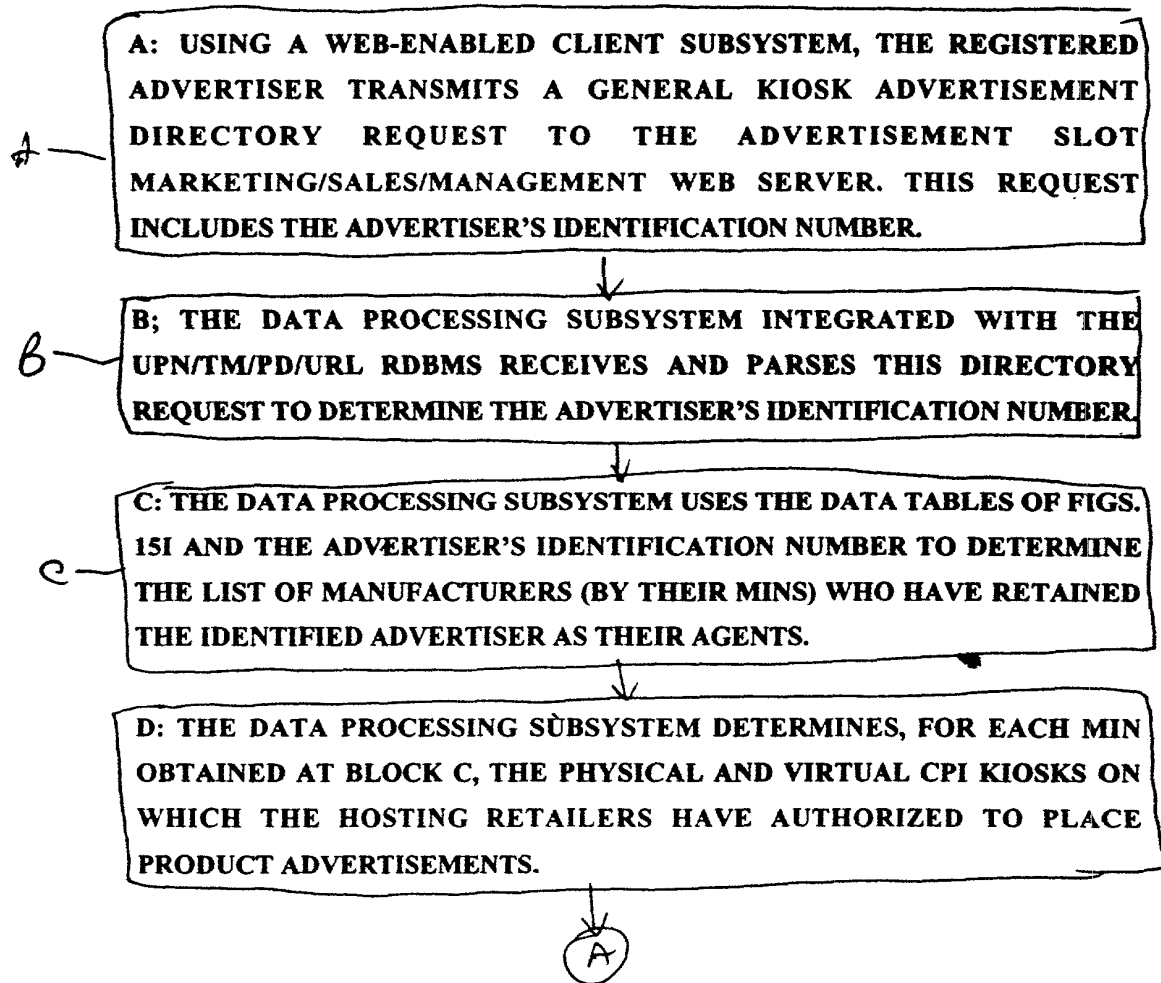 A: USING A WEB-ENABLED CLIENT SUBSYSTEM, THE REGISTERED
ADVERTISER TRANSMITS A GENERAL KIOSK ADVERTISEMENT
DIRECTORY REQUEST TO THE ADVERTISEMENT SLOT
A
MARKETING/SALES/MANAGEMENT WEB SERVER. THIS REQUEST
INCLUDES THE ADVERTISER'S IDENTIFICATION NUMBER.
B; THE DATA PROCESSING SUBSYSTEM INTEGRATED WITH THE
B
UPN/TM/PD/URL RDBMS RECEIVES AND PARSES THIS DIRECTORY
REQUEST TO DETERMINE THE ADVERTISER'S IDENTIFICATION NUMBER.
C: THE DATA PROCESSING SUBSYSTEM USES THE DATA TABLES OF FIGS.
15I AND THE ADVERTISER'S IDENTIFICATION NUMBER TO DETERMINE
C
THE LIST OF MANUFACTURERS (BY THEIR MINS) WHO HAVE RETAINED
THE IDENTIFIED ADVERTISER AS THEIR AGENTS.
D: THE DATA PROCESSING SUBSYSTEM DETERMINES, FOR EACH MIN
OBTAINED AT BLOCK C, THE PHYSICAL AND VIRTUAL CPI KIOSKS ON
WHICH THE HOSTING RETAILERS HAVE AUTHORIZED TO PLACE
PRODUCT ADVERTISEMENTS.
A